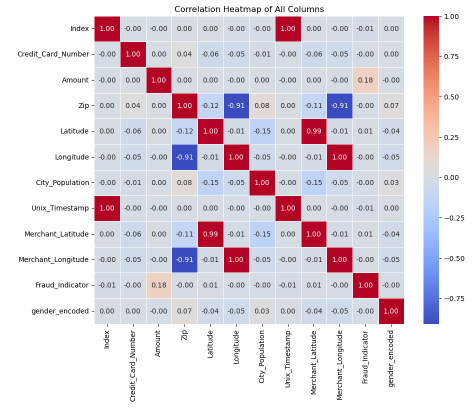 Correlation Heatmap of All Columns
Index 1.00 -0.00 -0.00 0.00 0.00 -0.00 -0.00 1.00 0.00 -0.00 -0.01 0.00
Credit_Card_Number -0.00 1.00 -0.00 0.04 -0.06 -0.05 -0.01 -0.00 -0.06 -0.05 -0.00 0.00
Amount -0.00 -0.00 1.00 0.00 -0.00 -0.00 0.00 -0.00 -0.00 -0.00 0.18 -0.00
Zip 0.00 0.04 0.00 1.00 -0.12 -0.91 0.08 0.00 -0.11 -0.91 -0.00 0.07
Latitude 0.00 -0.06 -0.00 -0.12 1.00 -0.01 -0.15 0.00 0.99 -0.01 0.01 -0.04
Longitude -0.00 -0.05 -0.00 -0.91 -0.01 1.00 -0.05 -0.00 -0.01 1.00 -0.00 -0.05
City_Population -0.00 -0.01 0.00 0.08 -0.15 -0.05 1.00 -0.00 -0.15 -0.05 -0.00 0.03
Unix_Timestamp 1.00 -0.00 -0.00 0.00 0.00 -0.00 -0.00 1.00 0.00 -0.00 -0.01 0.00
Merchant_Latitude 0.00 -0.06 -0.00 -0.11 0.99 -0.01 -0.15 0.00 1.00 -0.01 0.01 -0.04
Merchant_Longitude -0.00 -0.05 -0.00 -0.91 -0.01 1.00 -0.05 -0.00 -0.01 1.00 -0.00 -0.05
Fraud_Indicator -0.01 -0.00 0.18 -0.00 0.01 -0.00 -0.00 -0.01 0.01 -0.00 1.00 -0.00
gender_encoded 0.00 0.00 -0.00 0.07 -0.04 -0.05 0.03 0.00 -0.04 -0.05 -0.00 1.00
Index Credit_Card_Number Amount Zip Latitude Longitude City_Population Unix_Timestamp Merchant_Latitude Merchant_Longitude Fraud_Indicator gender_encoded
1.00
0.75
0.50
0.25
0.00
−0.25
−0.50
−0.75